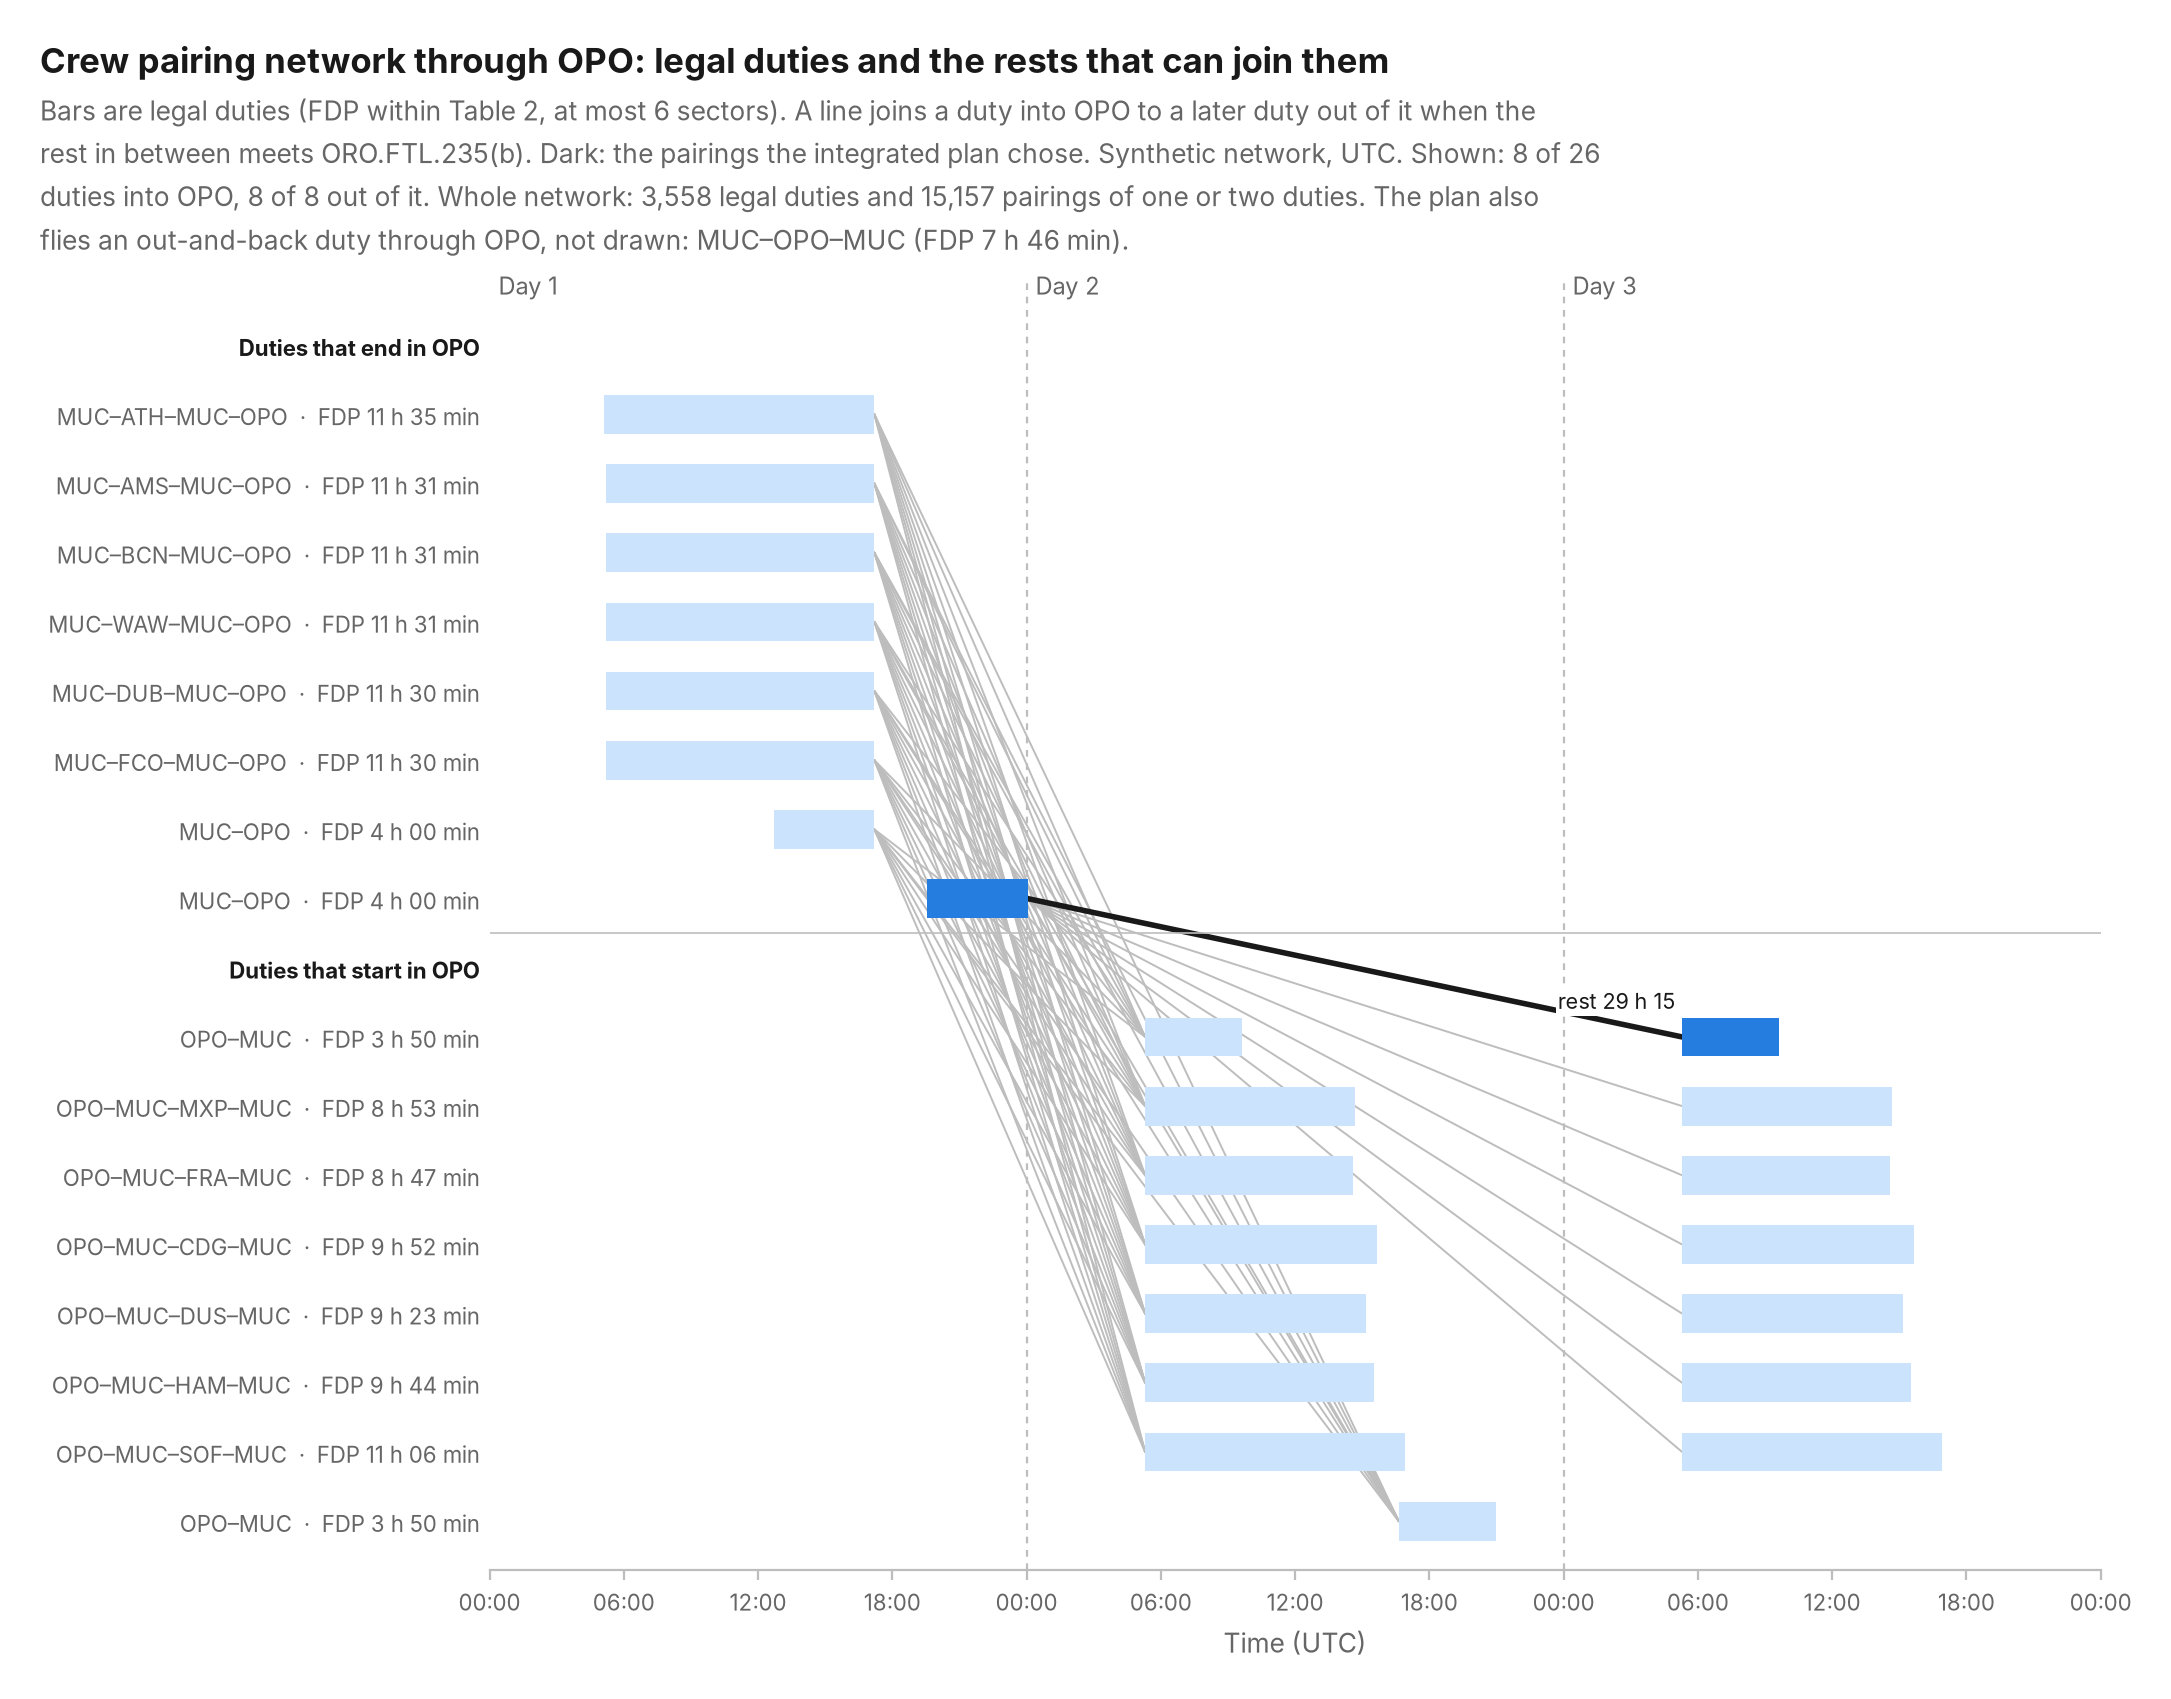 Crew pairing network through OPO: legal duties and the rests that can join them
Bars are legal duties (FDP within Table 2, at most 6 sectors). A line joins a duty into OPO to a later duty out of it when the
rest in between meets ORO.FTL.235(b). Dark: the pairings the integrated plan chose. Synthetic network, UTC. Shown: 8 of 26
duties into OPO, 8 of 8 out of it. Whole network: 3,558 legal duties and 15,157 pairings of one or two duties. The plan also
flies an out-and-back duty through OPO, not drawn: MUC–OPO–MUC (FDP 7 h 46 min).
Day 1
Day 2
Day 3
Duties that end in OPO
MUC–ATH–MUC–OPO · FDP 11 h 35 min
MUC–AMS–MUC–OPO · FDP 11 h 31 min
MUC–BCN–MUC–OPO · FDP 11 h 31 min
MUC–WAW–MUC–OPO · FDP 11 h 31 min
MUC–DUB–MUC–OPO · FDP 11 h 30 min
MUC–FCO–MUC–OPO · FDP 11 h 30 min
MUC–OPO · FDP 4 h 00 min
MUC–OPO · FDP 4 h 00 min
Duties that start in OPO
rest 29 h 15
OPO–MUC · FDP 3 h 50 min
OPO–MUC–MXP–MUC · FDP 8 h 53 min
OPO–MUC–FRA–MUC · FDP 8 h 47 min
OPO–MUC–CDG–MUC · FDP 9 h 52 min
OPO–MUC–DUS–MUC · FDP 9 h 23 min
OPO–MUC–HAM–MUC · FDP 9 h 44 min
OPO–MUC–SOF–MUC · FDP 11 h 06 min
OPO–MUC · FDP 3 h 50 min
00:00 06:00 12:00 18:00 00:00 06:00 12:00 18:00 00:00 06:00 12:00 18:00 00:00
Time (UTC)